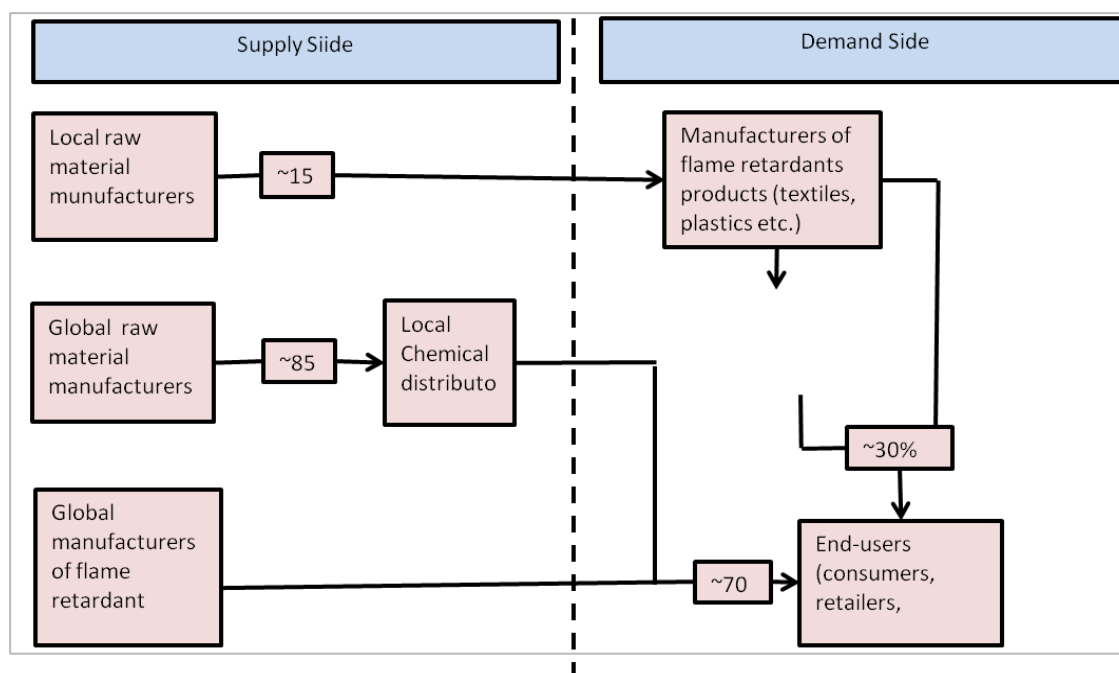 Supply Siide
Demand Side
Local raw
material
munufacturers
~15
Manufacturers of
flame retardants
products (textiles,
plastics etc.)
Global  raw
material
manufacturers
~85
Local
Chemical
distributo
~30%
Global
manufacturers
of flame
retardant
~70
End-users
(consumers,
retailers,